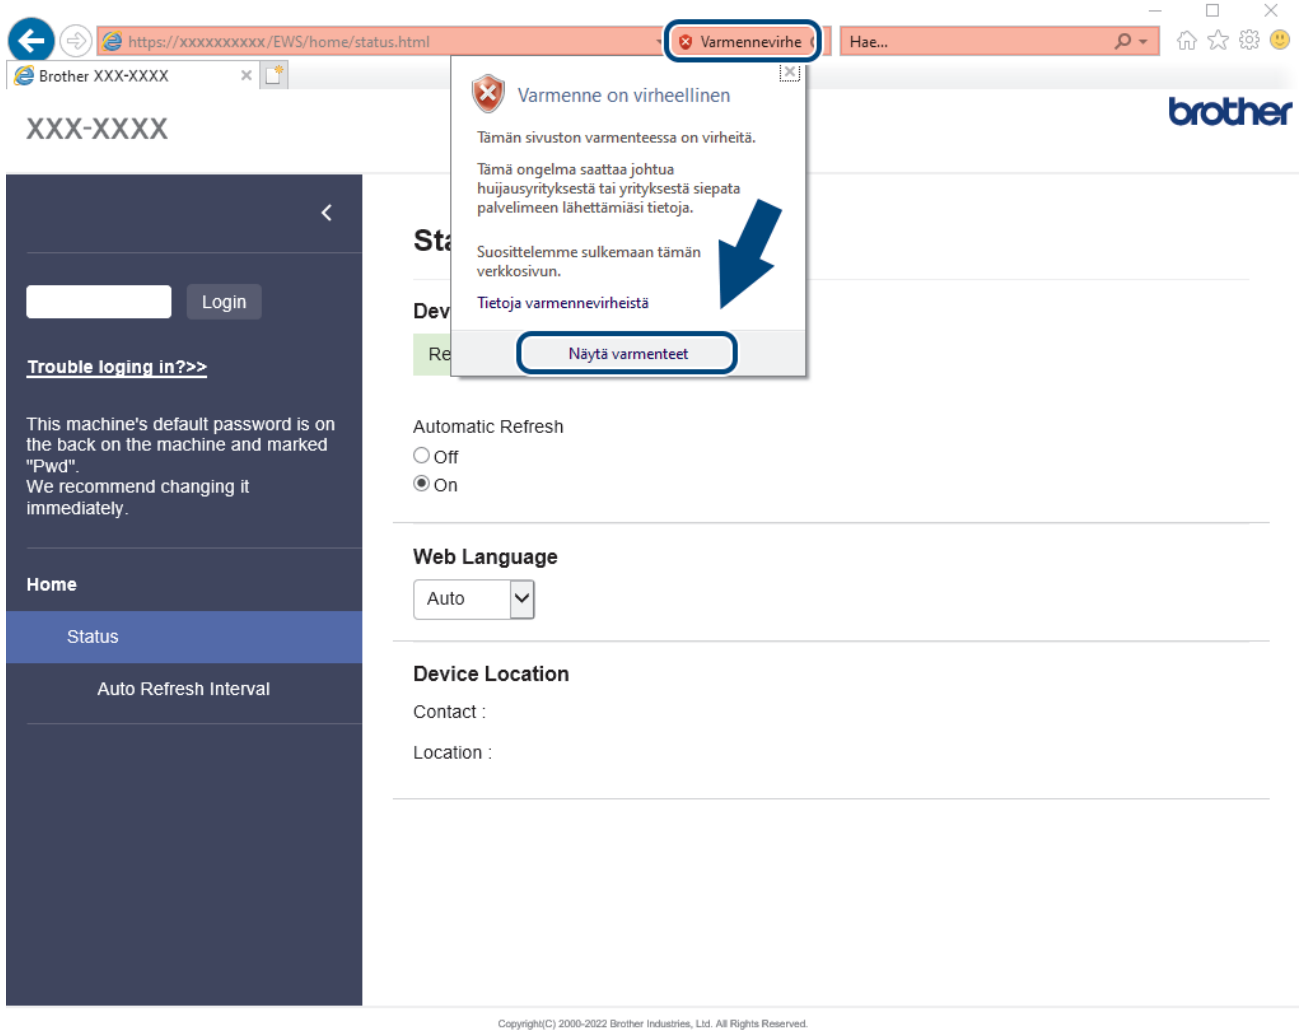 https://xxxxxxxxxx/EWS/home/status.html
Varmennevirhe
Hae...
Brother XXX-XXXX
XXX-XXXX
brother
Varmenne on virheellinen
Tämän sivuston varmenteessa on virheitä.
Tämä ongelma saattaa johtua
huijausyrityksestä tai yrityksestä siepata
palvelimeen lähettämiäsi tietoja.
Suosittelemme sulkemaan tämän
verkkosivun.
Tietoja varmennevirheistä
Näytä varmenteet
Login
Trouble loging in?>>
This machine's default password is on
the back on the machine and marked
"Pwd".
We recommend changing it
immediately.
Home
Status
Auto Refresh Interval
Sta
Dev
Re
Automatic Refresh
Off
On
Web Language
Auto
Device Location
Contact :
Location :
Copyright(C) 2000-2022 Brother Industries, Ltd. All Rights Reserved.